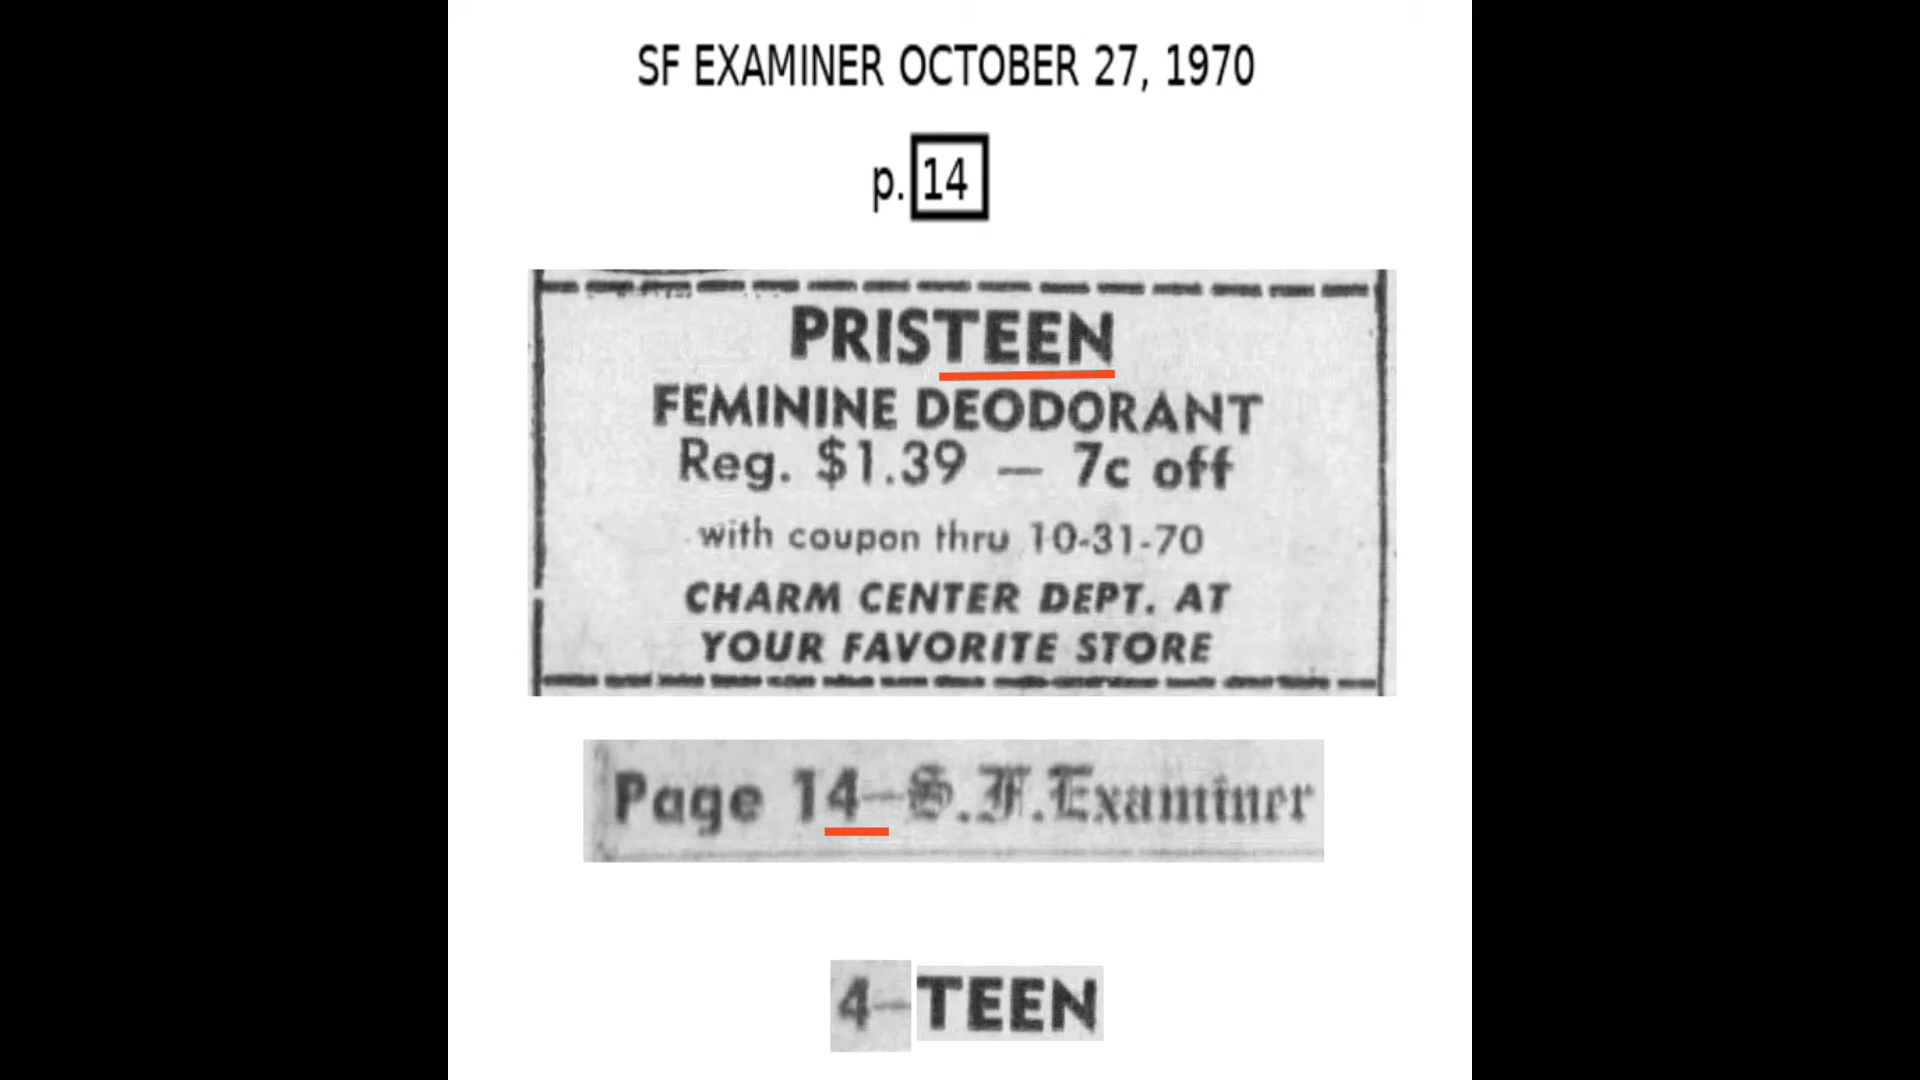 SF EXAMINER OCTOBER 27, 1970
p. 14
PRISTEEN
FEMININE DEODORANT
Reg. $1.39 — 7c off
with coupon thru 10-31-70
CHARM CENTER DEPT. AT
YOUR FAVORITE STORE
Page 14—S.F.Examiner
4—TEEN